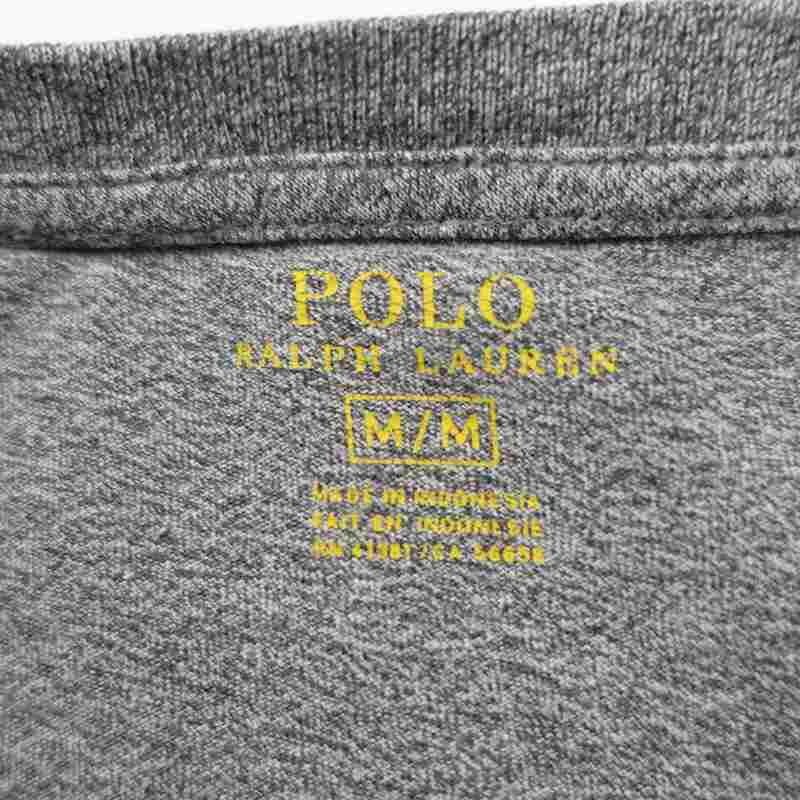 POLO
RALPH LAUREN
M/M
MADE IN INDONESIA
FAIT EN INDONESIE
RN 41381/CA 56658